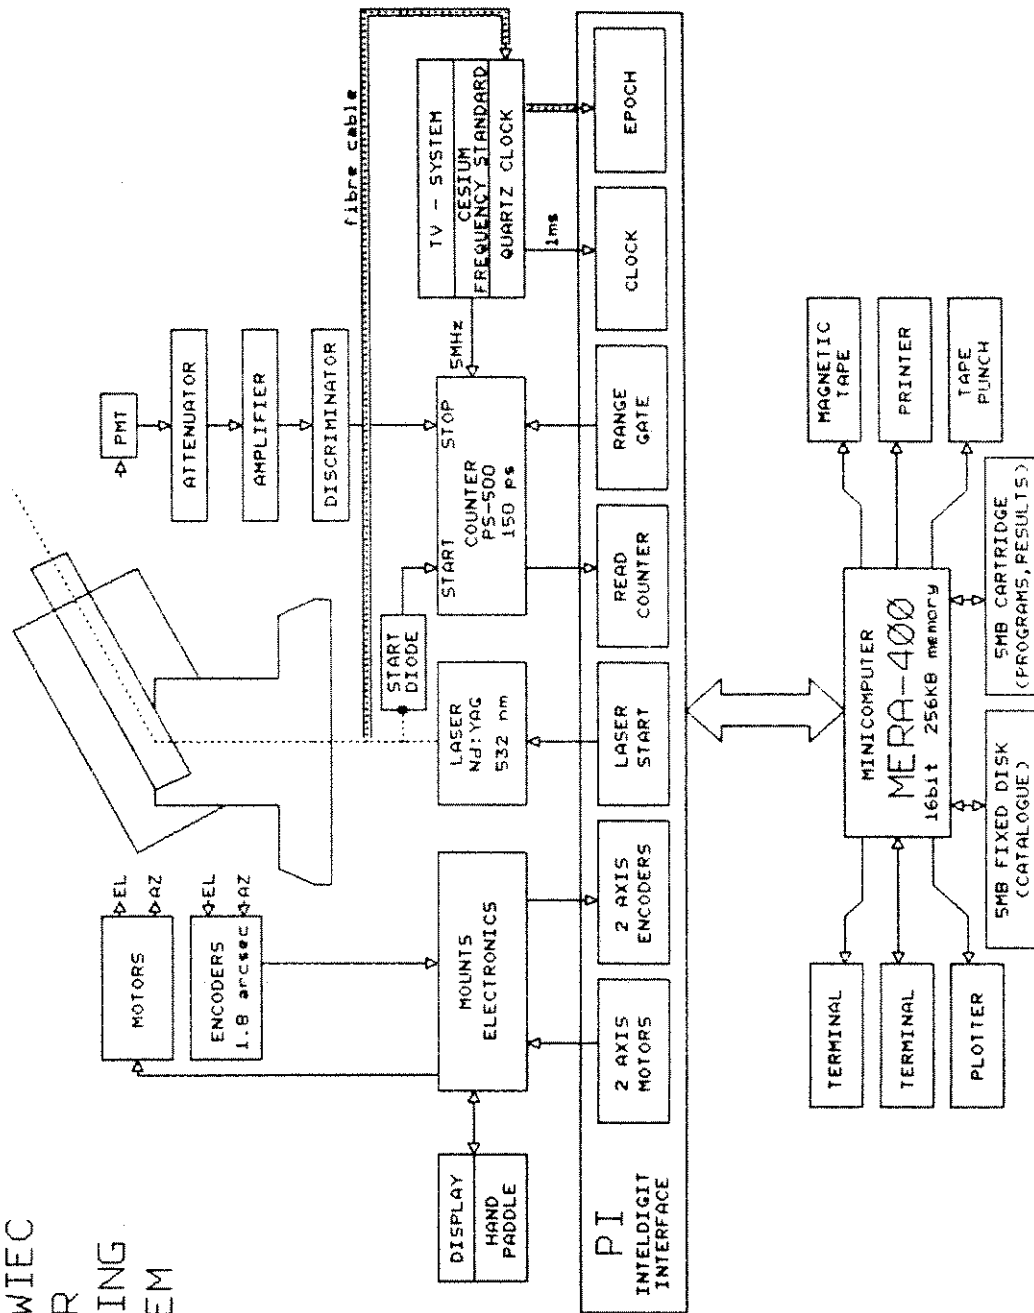 WIEC
R
ING
EM
fibre cable
PMT
ATTENUATOR
AMPLIFIER
DISCRIMINATOR
TV - SYSTEM
CESIUM
FREQUENCY STANDARD
QUARTZ CLOCK
5MHz
1ms
START
DIODE
START STOP
COUNTER
PS-500
150 ps
LASER
Nd:YAG
532 nm
MOTORS
EL
AZ
ENCODERS
1.8 arcsec
EL
AZ
MOUNTS
ELECTRONICS
DISPLAY
HAND
PADDLE
PI
INTELDIGIT
INTERFACE
2 AXIS
MOTORS
2 AXIS
ENCODERS
LASER
START
READ
COUNTER
RANGE
GATE
CLOCK
EPOCH
TERMINAL
TERMINAL
PLOTTER
MINICOMPUTER
MERA-400
16bit 256KB memory
MAGNETIC
TAPE
PRINTER
TAPE
PUNCH
5MB FIXED DISK
(CATALOGUE)
5MB CARTRIDGE
(PROGRAMS,RESULTS)